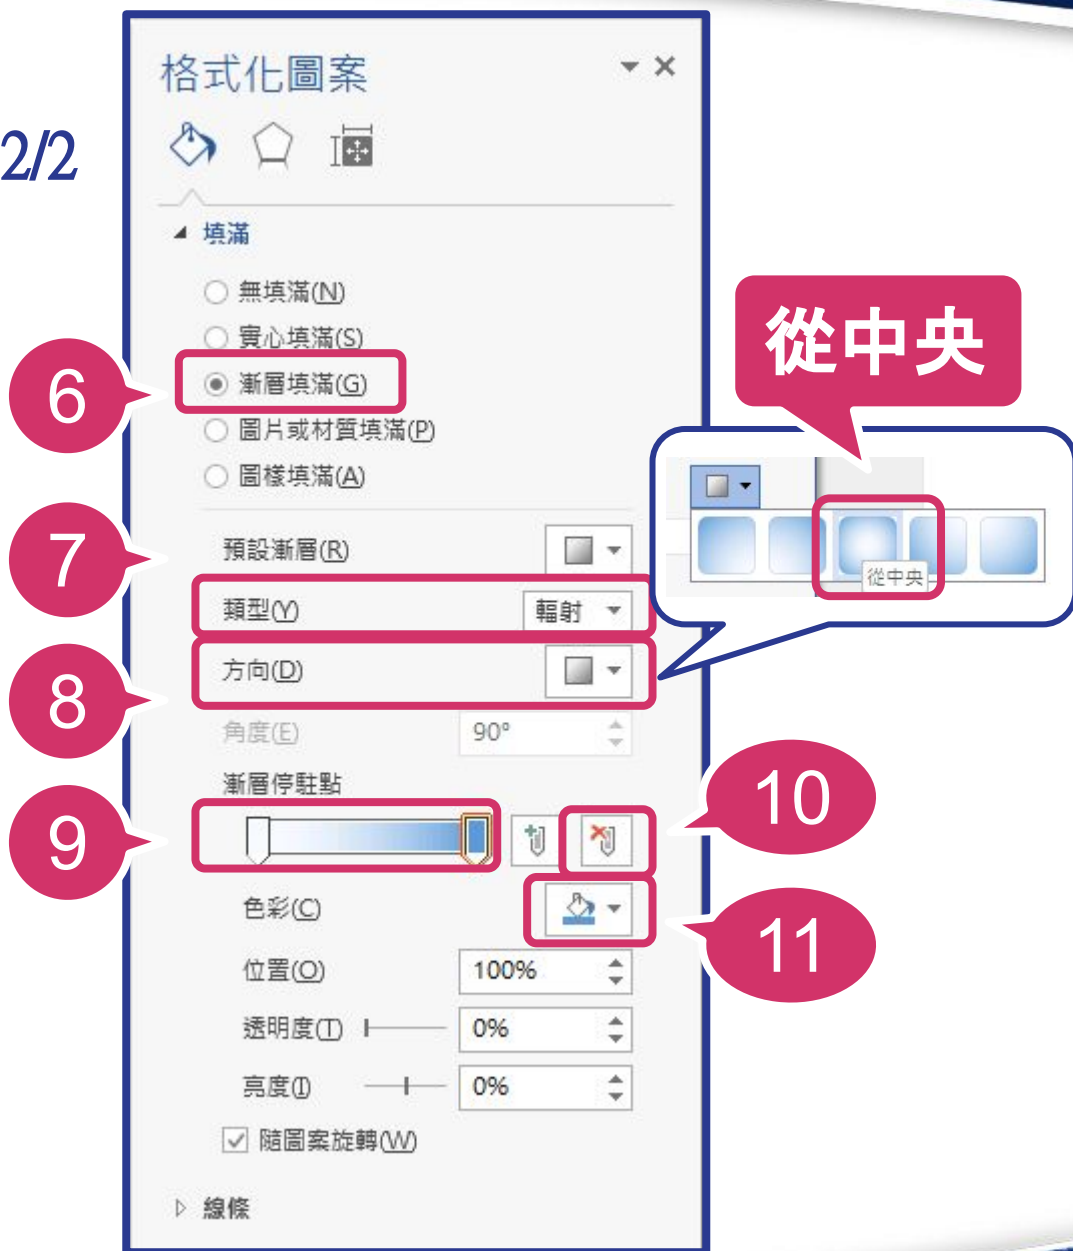 2/2
格式化圖案
填滿
無填滿(N)
實心填滿(S)
6
漸層填滿(G)
圖片或材質填滿(P)
圖樣填滿(A)
從中央
從中央
7
預設漸層(R)
類型(Y) 輻射
8
方向(D)
角度(E) 90°
漸層停駐點
9
10
色彩(C)
11
位置(O) 100%
透明度(T) 0%
亮度(I) 0%
隨圖案旋轉(W)
線條